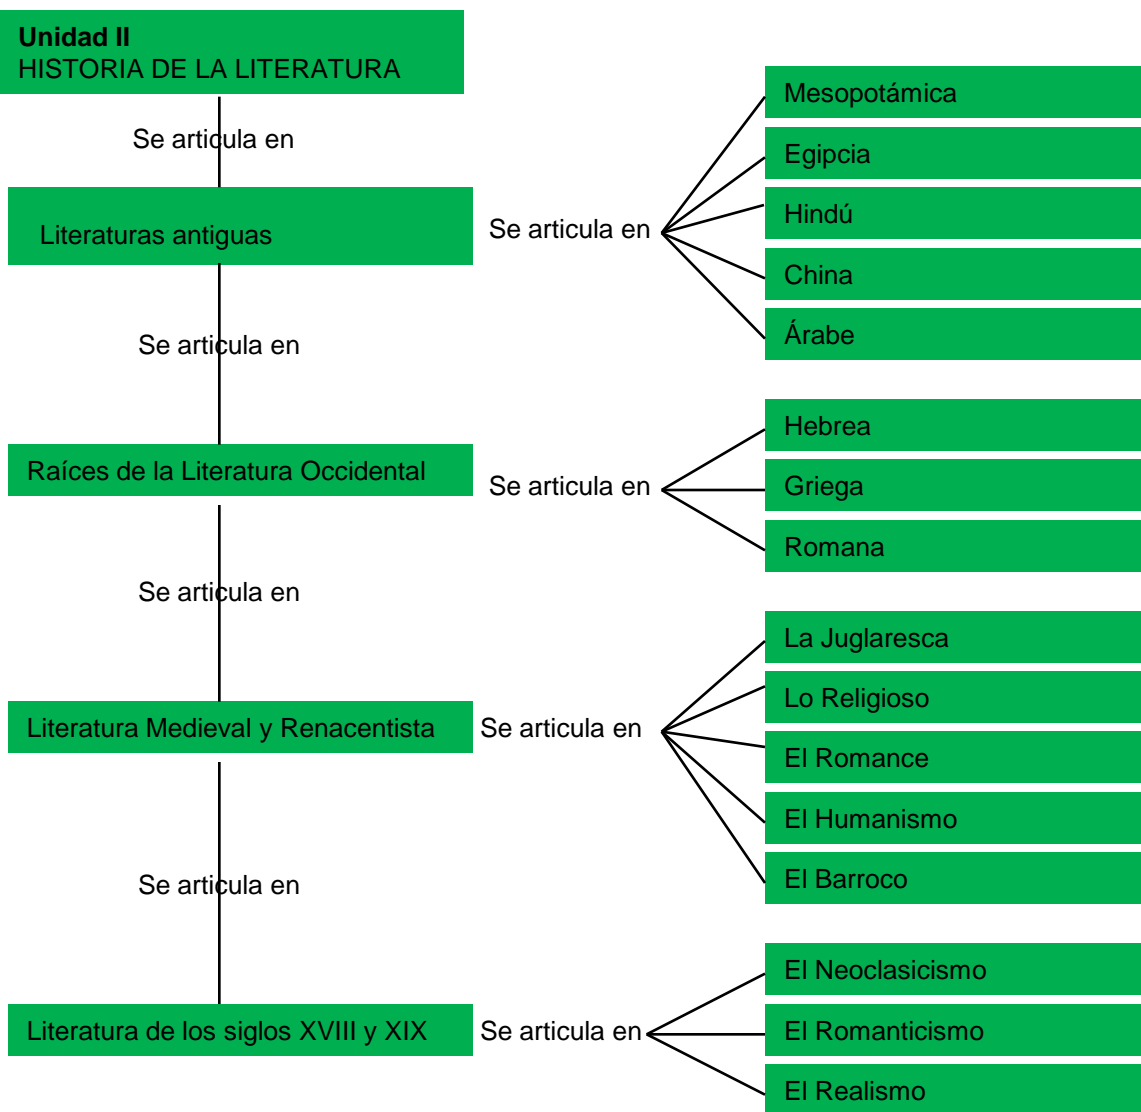 Unidad II
HISTORIA DE LA LITERATURA
Se articula en
Literaturas antiguas
Se articula en
Mesopotámica
Egipcia
Hindú
China
Árabe
Se articula en
Raíces de la Literatura Occidental
Se articula en
Hebrea
Griega
Romana
Se articula en
Literatura Medieval y Renacentista
Se articula en
La Juglaresca
Lo Religioso
El Romance
El Humanismo
El Barroco
Se articula en
Literatura de los siglos XVIII y XIX
Se articula en
El Neoclasicismo
El Romanticismo
El Realismo